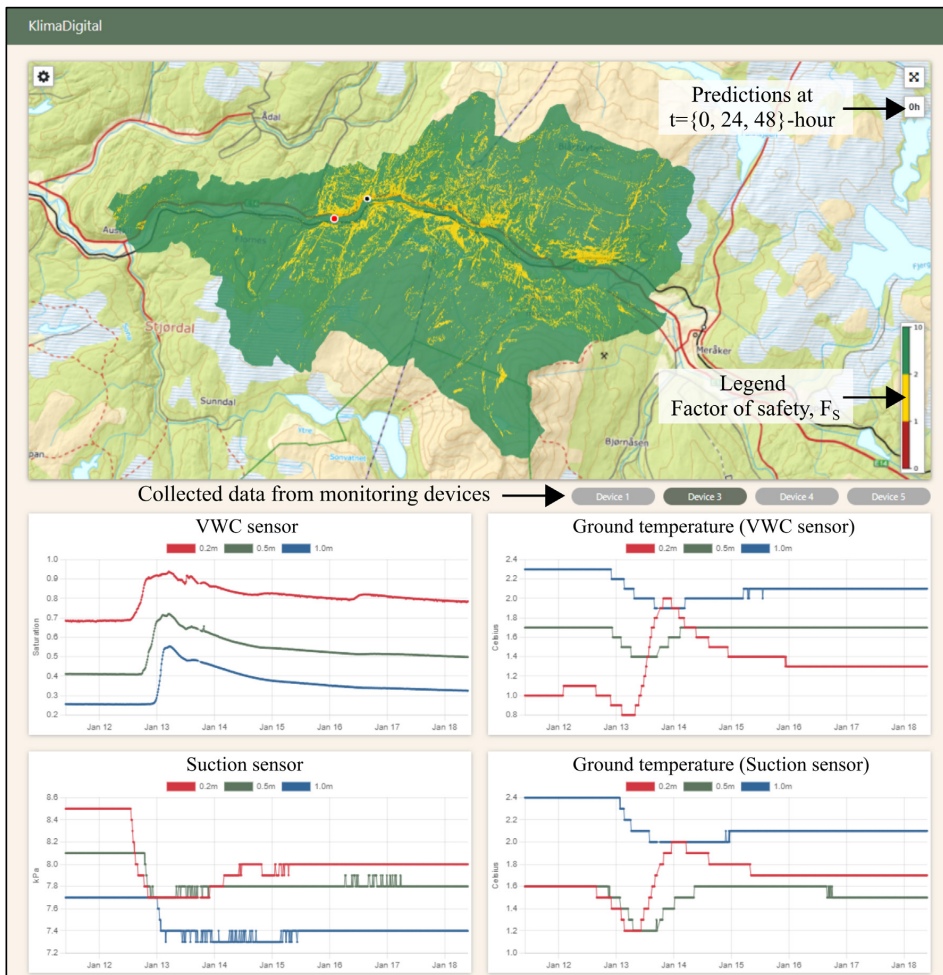 KlimaDigital
Predictions at
t={0, 24, 48}-hour
0h
Ådal
Stjørdal
Sunndal
Meråker
Bjørnåsen
E14
10
2
1
0
Legend
Factor of safety, F_S
Collected data from monitoring devices
Device 1
Device 3
Device 4
Device 5
VWC sensor
0.2m
0.5m
1.0m
Saturation
1.0
0.9
0.8
0.7
0.6
0.5
0.4
0.3
0.2
Jan 12
Jan 13
Jan 14
Jan 15
Jan 16
Jan 17
Jan 18
Ground temperature (VWC sensor)
0.2m
0.5m
1.0m
Celsius
2.4
2.2
2.0
1.8
1.6
1.4
1.2
1.0
0.8
Jan 12
Jan 13
Jan 14
Jan 15
Jan 16
Jan 17
Jan 18
Suction sensor
0.2m
0.5m
1.0m
kPa
8.6
8.4
8.2
8.0
7.8
7.6
7.4
7.2
Jan 12
Jan 13
Jan 14
Jan 15
Jan 16
Jan 17
Jan 18
Ground temperature (Suction sensor)
0.2m
0.5m
1.0m
Celsius
2.4
2.2
2.0
1.8
1.6
1.4
1.2
1.0
Jan 12
Jan 13
Jan 14
Jan 15
Jan 16
Jan 17
Jan 18